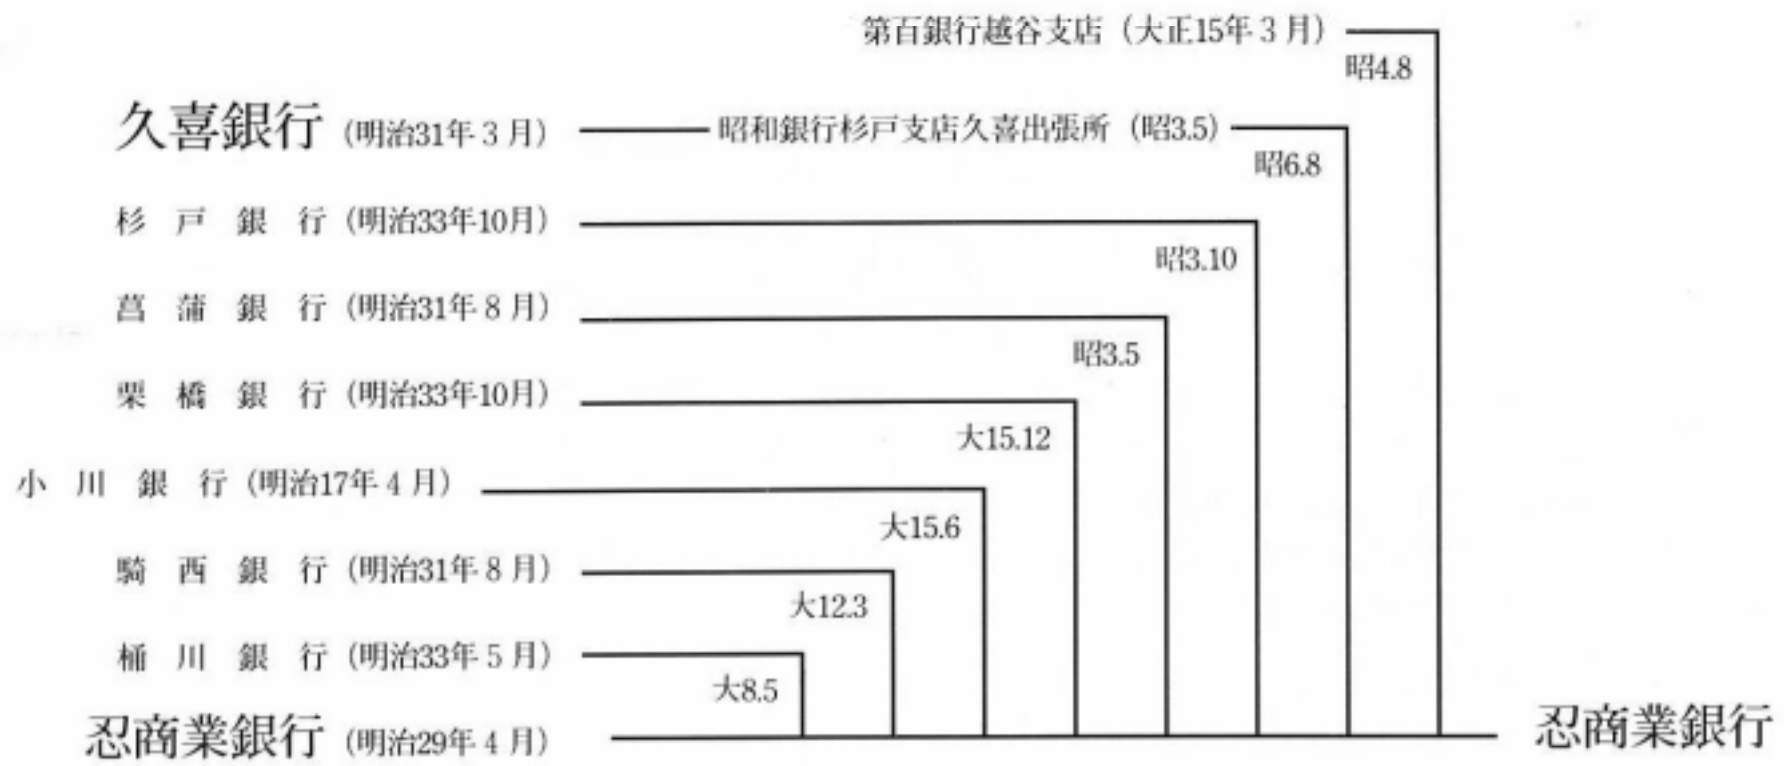 第百銀行越谷支店（大正15年3月）
昭4.8
久喜銀行（明治31年3月）
昭和銀行杉戸支店久喜出張所（昭3.5）
昭6.8
杉戸銀行（明治33年10月）
昭3.10
菖蒲銀行（明治31年8月）
昭3.5
栗橋銀行（明治33年10月）
大15.12
小川銀行（明治17年4月）
大15.6
騎西銀行（明治31年8月）
大12.3
桶川銀行（明治33年5月）
大8.5
忍商業銀行（明治29年4月）
忍商業銀行